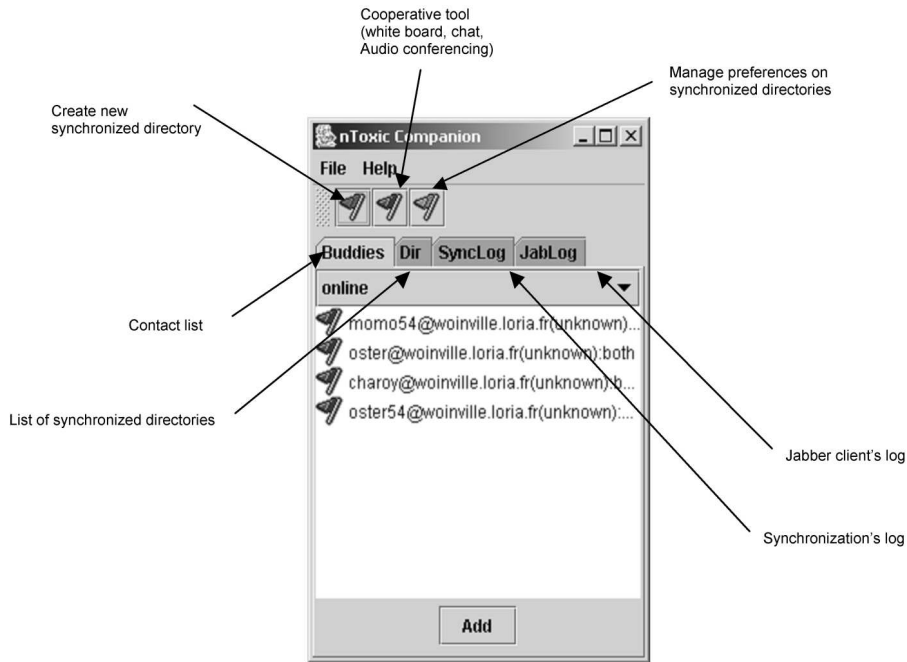 Cooperative tool
(white board, chat,
Audio conferencing)
Manage preferences on
synchronized directories
Create new
synchronized directory
nToxic Companion
File Help
Buddies Dir SyncLog JabLog
online
momo54@woinville.loria.fr(unknown)...
oster@woinville.loria.fr(unknown):both
charoy@woinville.loria.fr(unknown):b...
oster54@woinville.loria.fr(unknown):...
Contact list
List of synchronized directories
Jabber client's log
Synchronization's log
Add